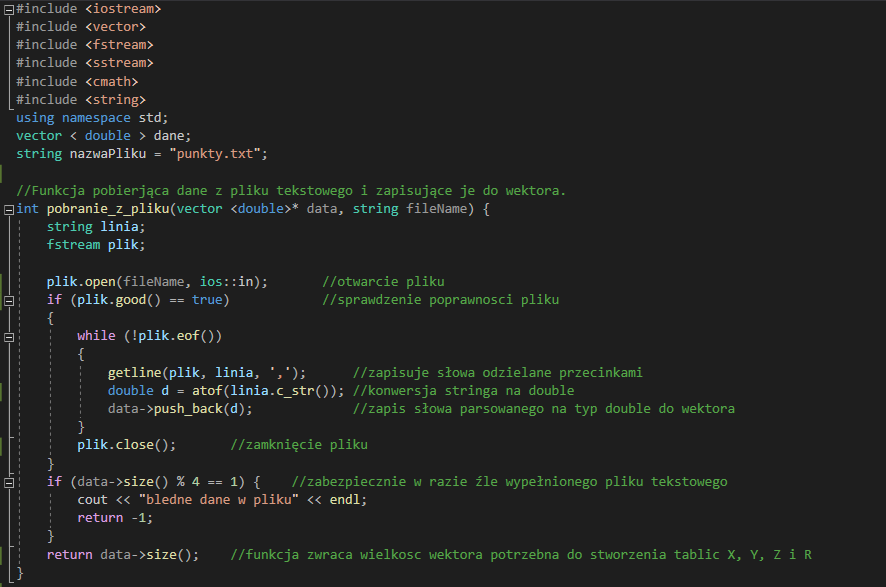 #include <iostream>
#include <vector>
#include <fstream>
#include <sstream>
#include <cmath>
#include <string>
using namespace std;
vector < double > dane;
string nazwaPliku = "punkty.txt";
//Funkcja pobierjąca dane z pliku tekstowego i zapisujące je do wektora.
int pobranie_z_pliku(vector <double>* data, string fileName) {
string linia;
fstream plik;
plik.open(fileName, ios::in); //otwarcie pliku
if (plik.good() == true) //sprawdzenie poprawnosci pliku
{
while (!plik.eof())
{
getline(plik, linia, ','); //zapisuje słowa odzielane przecinkami
double d = atof(linia.c_str()); //konwersja stringa na double
data->push_back(d); //zapis słowa parsowanego na typ double do wektora
}
plik.close(); //zamknięcie pliku
}
if (data->size() % 4 == 1) { //zabezpiecznie w razie źle wypełnionego pliku tekstowego
cout << "bledne dane w pliku" << endl;
return -1;
}
return data->size(); //funkcja zwraca wielkosc wektora potrzebna do stworzenia tablic X, Y, Z i R
}